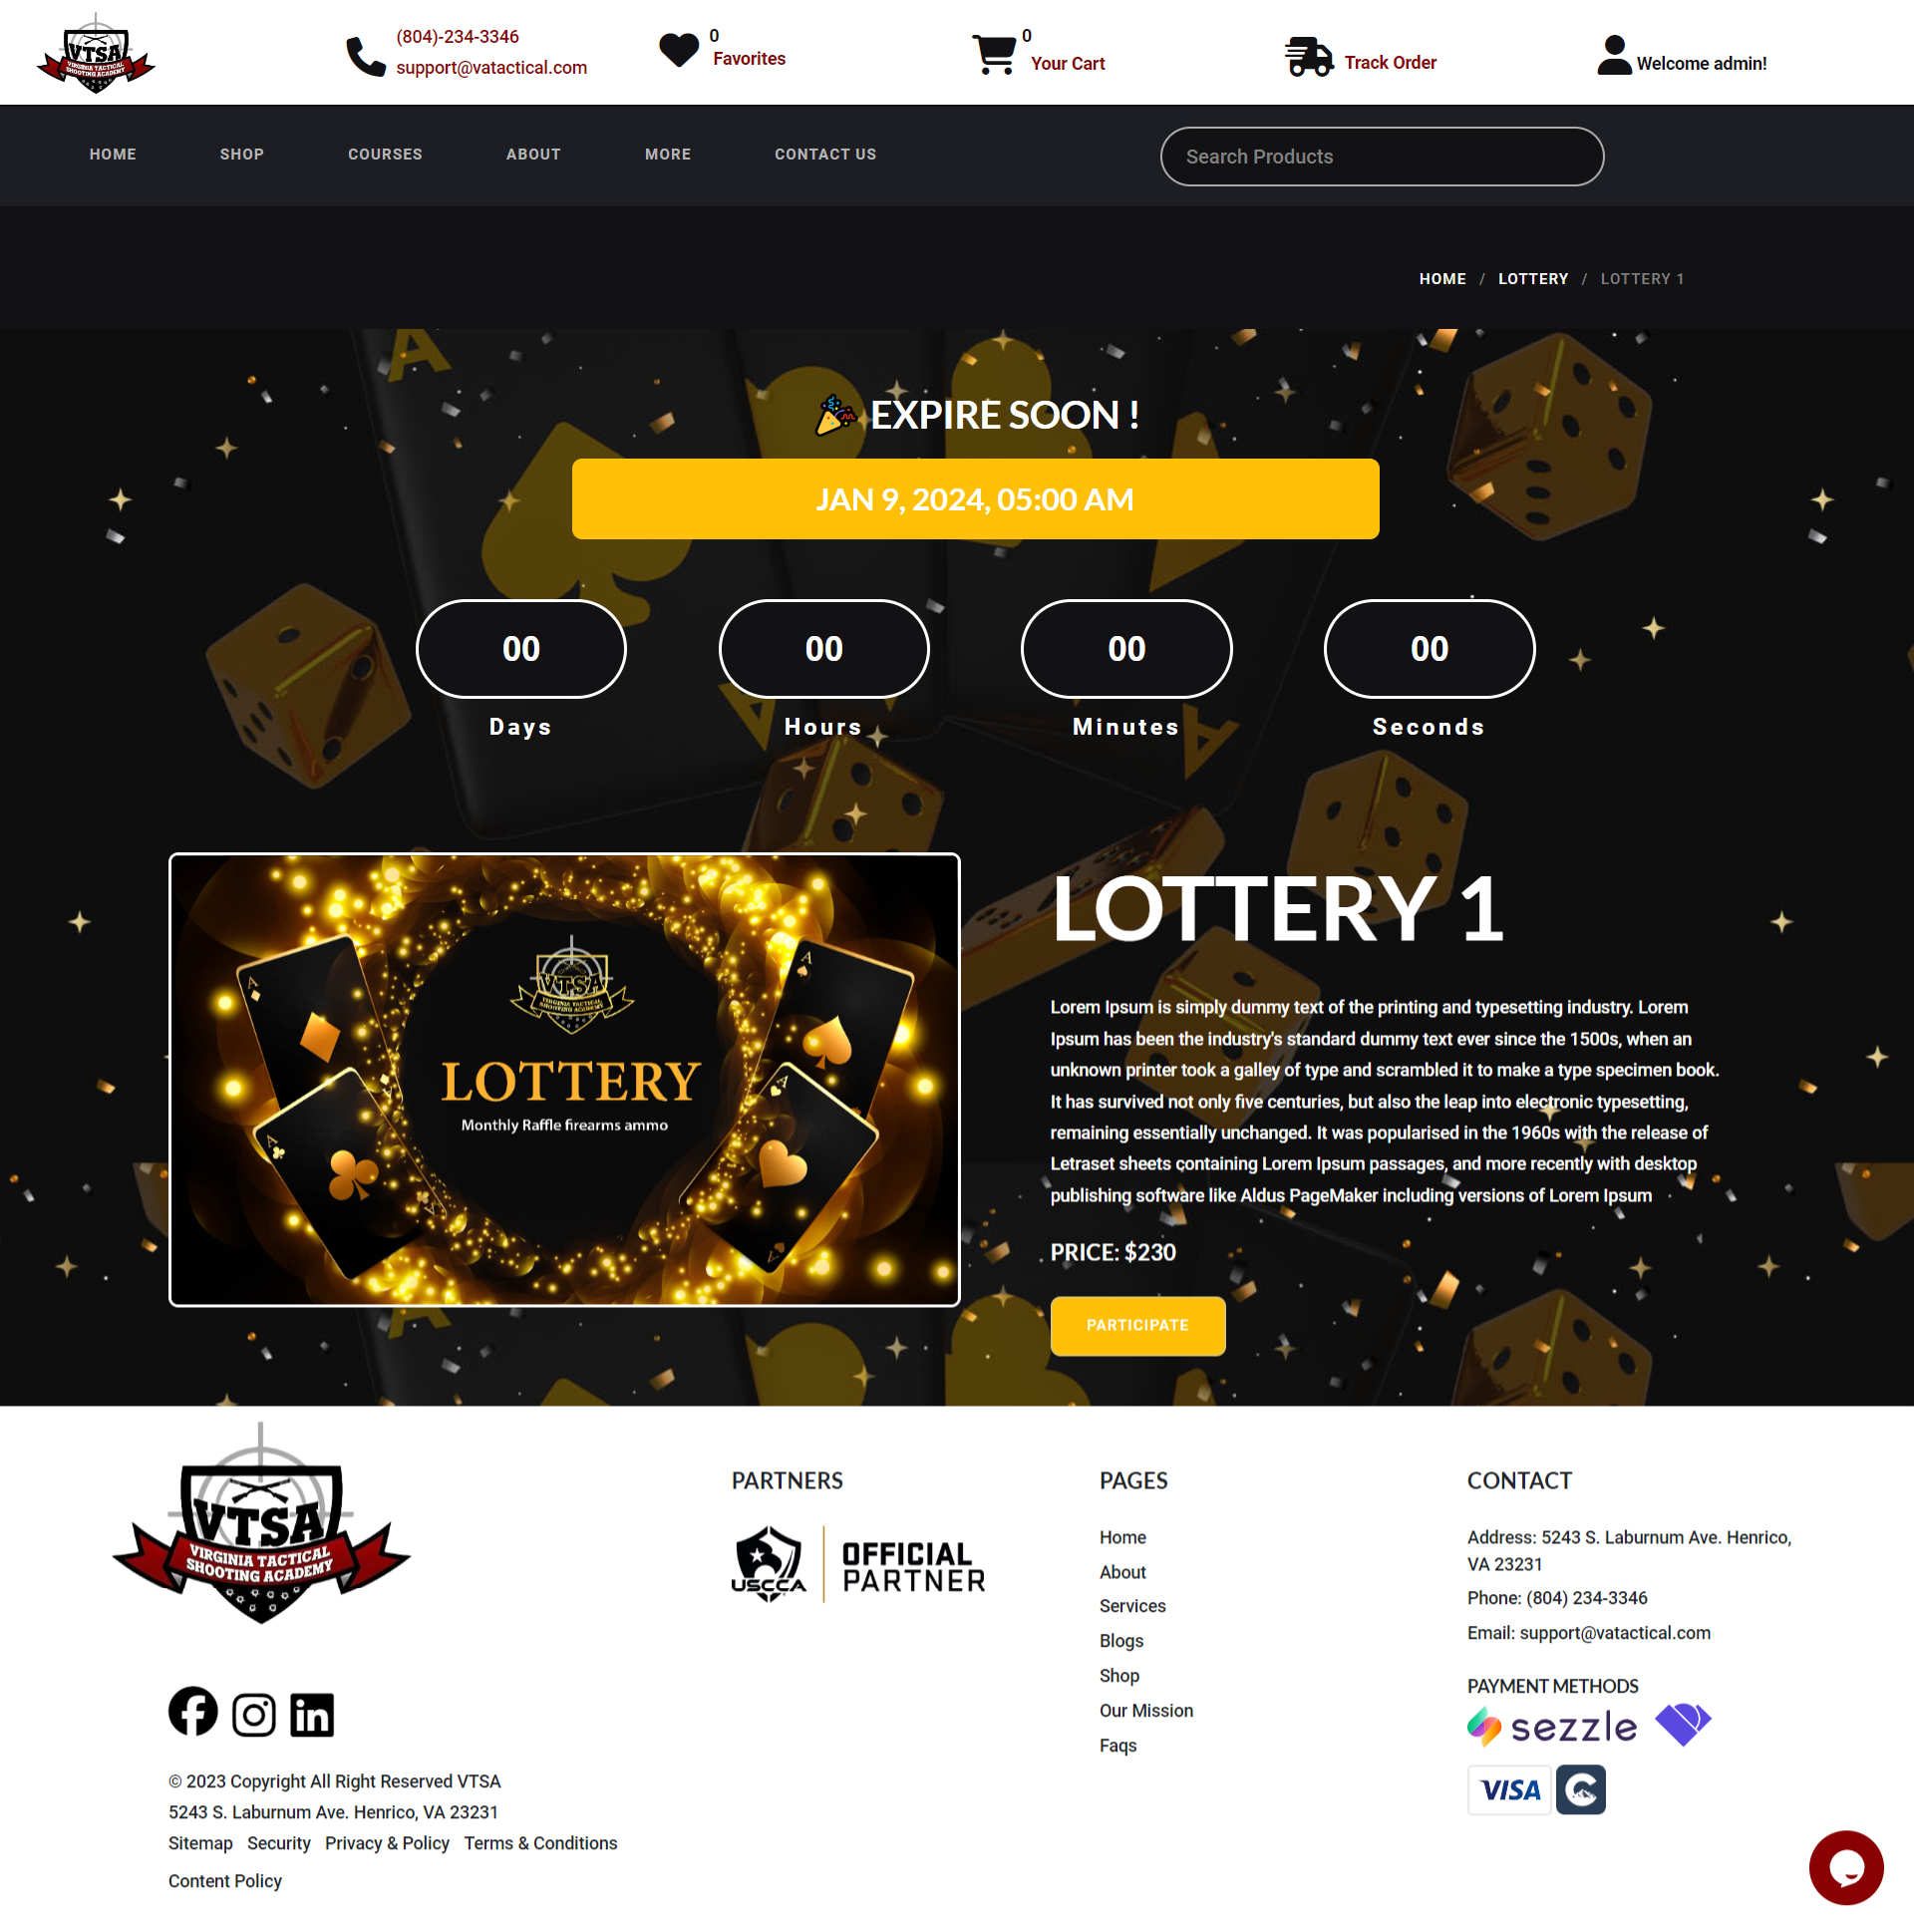 VTSA
VIRGINIA TACTICAL
SHOOTING ACADEMY
(804)-234-3346
support@vatactical.com
0
Favorites
0
Your Cart
Track Order
Welcome admin!
HOME SHOP COURSES ABOUT MORE CONTACT US
Search Products
HOME / LOTTERY / LOTTERY 1
EXPIRE SOON !
JAN 9, 2024, 05:00 AM
00 00 00 00
Days Hours Minutes Seconds
VTSA
VIRGINIA TACTICAL
SHOOTING ACADEMY
LOTTERY
Monthly Raffle firearms ammo
LOTTERY 1
Lorem Ipsum is simply dummy text of the printing and typesetting industry. Lorem
Ipsum has been the industry's standard dummy text ever since the 1500s, when an
unknown printer took a galley of type and scrambled it to make a type specimen book.
It has survived not only five centuries, but also the leap into electronic typesetting,
remaining essentially unchanged. It was popularised in the 1960s with the release of
Letraset sheets containing Lorem Ipsum passages, and more recently with desktop
publishing software like Aldus PageMaker including versions of Lorem Ipsum
PRICE: $230
PARTICIPATE
VTSA
VIRGINIA TACTICAL
SHOOTING ACADEMY
© 2023 Copyright All Right Reserved VTSA
5243 S. Laburnum Ave. Henrico, VA 23231
Sitemap Security Privacy & Policy Terms & Conditions
Content Policy
PARTNERS
USCCA
OFFICIAL
PARTNER
PAGES
Home
About
Services
Blogs
Shop
Our Mission
Faqs
CONTACT
Address: 5243 S. Laburnum Ave. Henrico,
VA 23231
Phone: (804) 234-3346
Email: support@vatactical.com
PAYMENT METHODS
sezzle
VISA